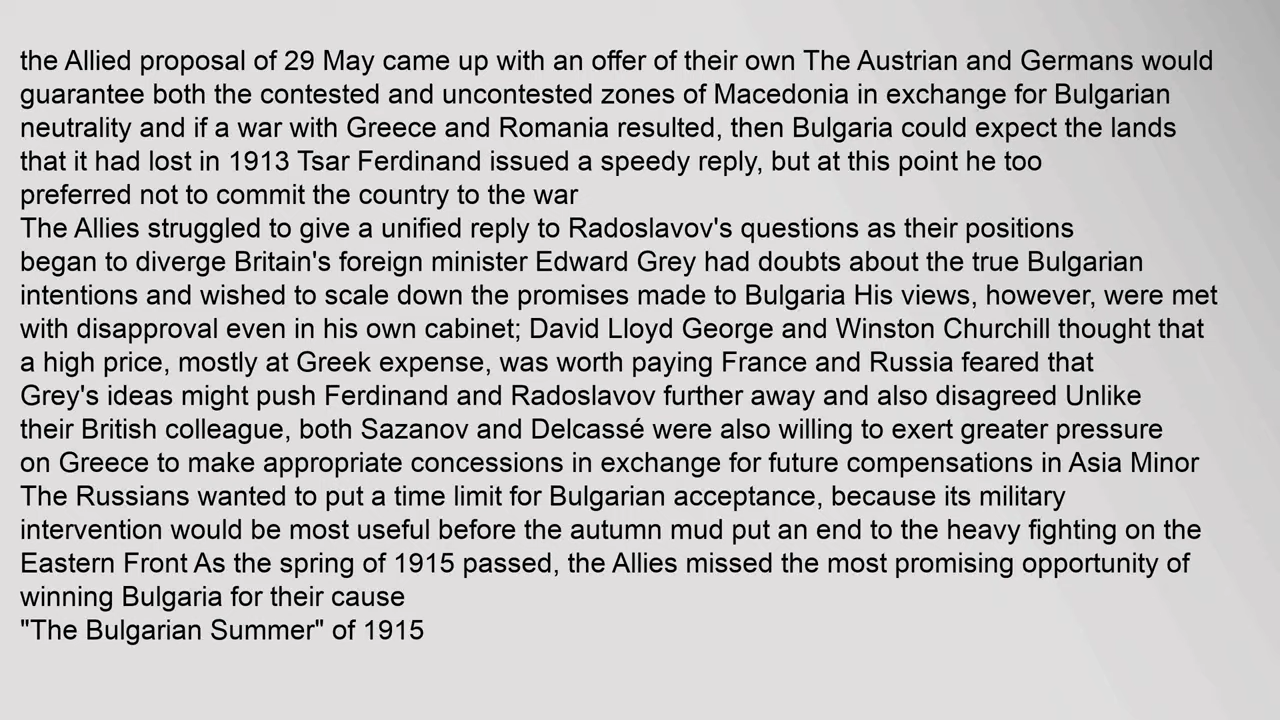 the Allied proposal of 29 May came up with an offer of their own The Austrian and Germans would
guarantee both the contested and uncontested zones of Macedonia in exchange for Bulgarian
neutrality and if a war with Greece and Romania resulted, then Bulgaria could expect the lands
that it had lost in 1913 Tsar Ferdinand issued a speedy reply, but at this point he too
preferred not to commit the country to the war
The Allies struggled to give a unified reply to Radoslavov's questions as their positions
began to diverge Britain's foreign minister Edward Grey had doubts about the true Bulgarian
intentions and wished to scale down the promises made to Bulgaria His views, however, were met
with disapproval even in his own cabinet; David Lloyd George and Winston Churchill thought that
a high price, mostly at Greek expense, was worth paying France and Russia feared that
Grey's ideas might push Ferdinand and Radoslavov further away and also disagreed Unlike
their British colleague, both Sazanov and Delcassé were also willing to exert greater pressure
on Greece to make appropriate concessions in exchange for future compensations in Asia Minor
The Russians wanted to put a time limit for Bulgarian acceptance, because its military
intervention would be most useful before the autumn mud put an end to the heavy fighting on the
Eastern Front As the spring of 1915 passed, the Allies missed the most promising opportunity of
winning Bulgaria for their cause
"The Bulgarian Summer" of 1915